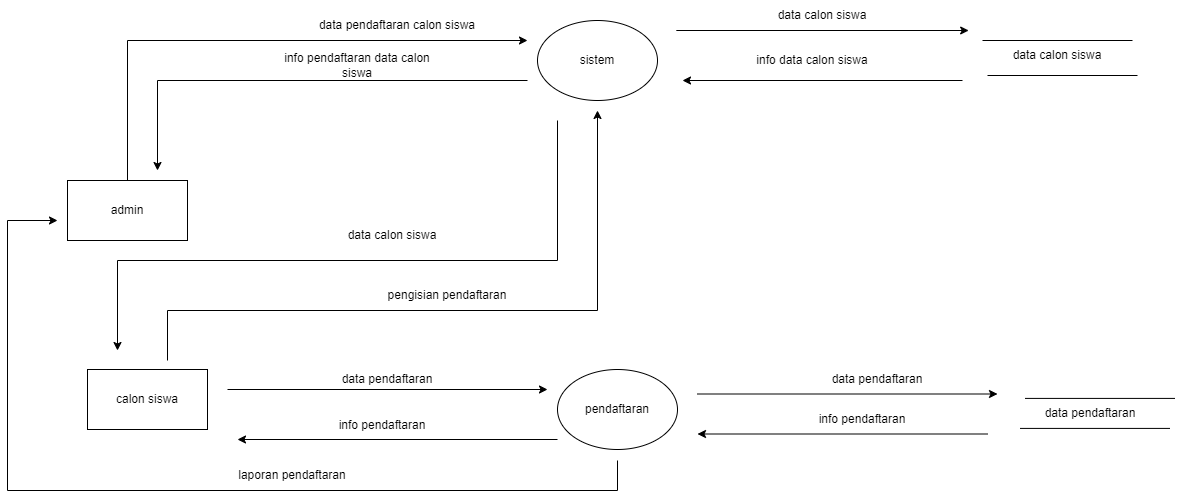 data pendaftaran calon siswa
data calon siswa
info pendaftaran data calon
siswa
sistem
info data calon siswa
data calon siswa
admin
data calon siswa
pengisian pendaftaran
calon siswa
data pendaftaran
info pendaftaran
pendaftaran
data pendaftaran
info pendaftaran
data pendaftaran
laporan pendaftaran